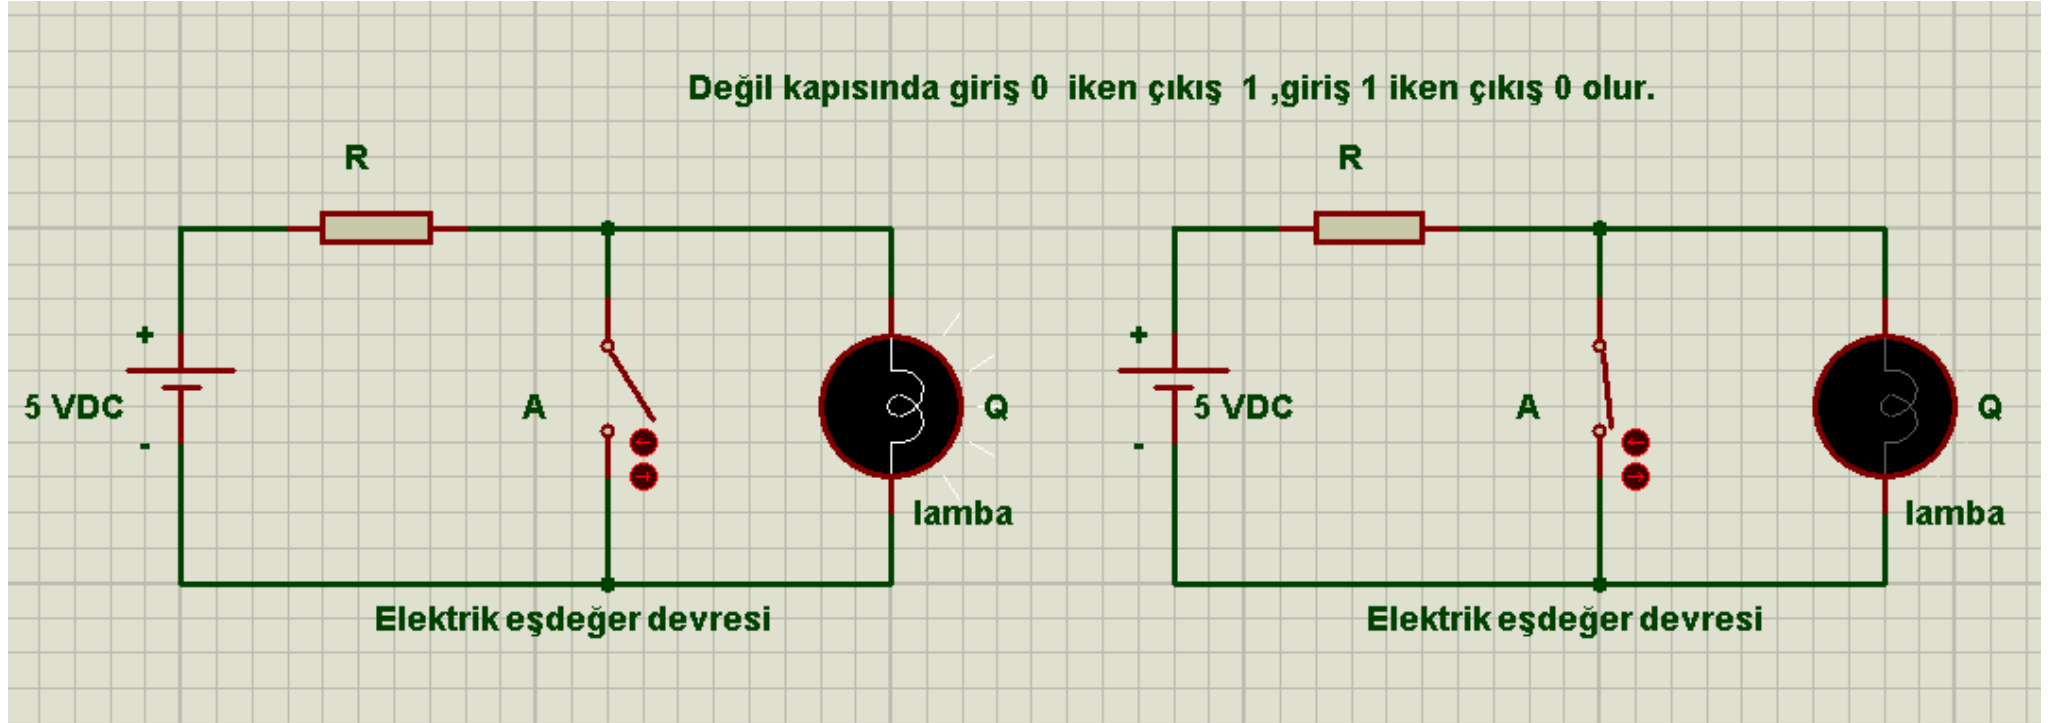 Değil kapısında giriş 0 iken çıkış 1 ,giriş 1 iken çıkış 0 olur.
R
R
+
+
5 VDC
A
Q
5 VDC
A
Q
-
-
lamba
lamba
Elektrik eşdeğer devresi
Elektrik eşdeğer devresi